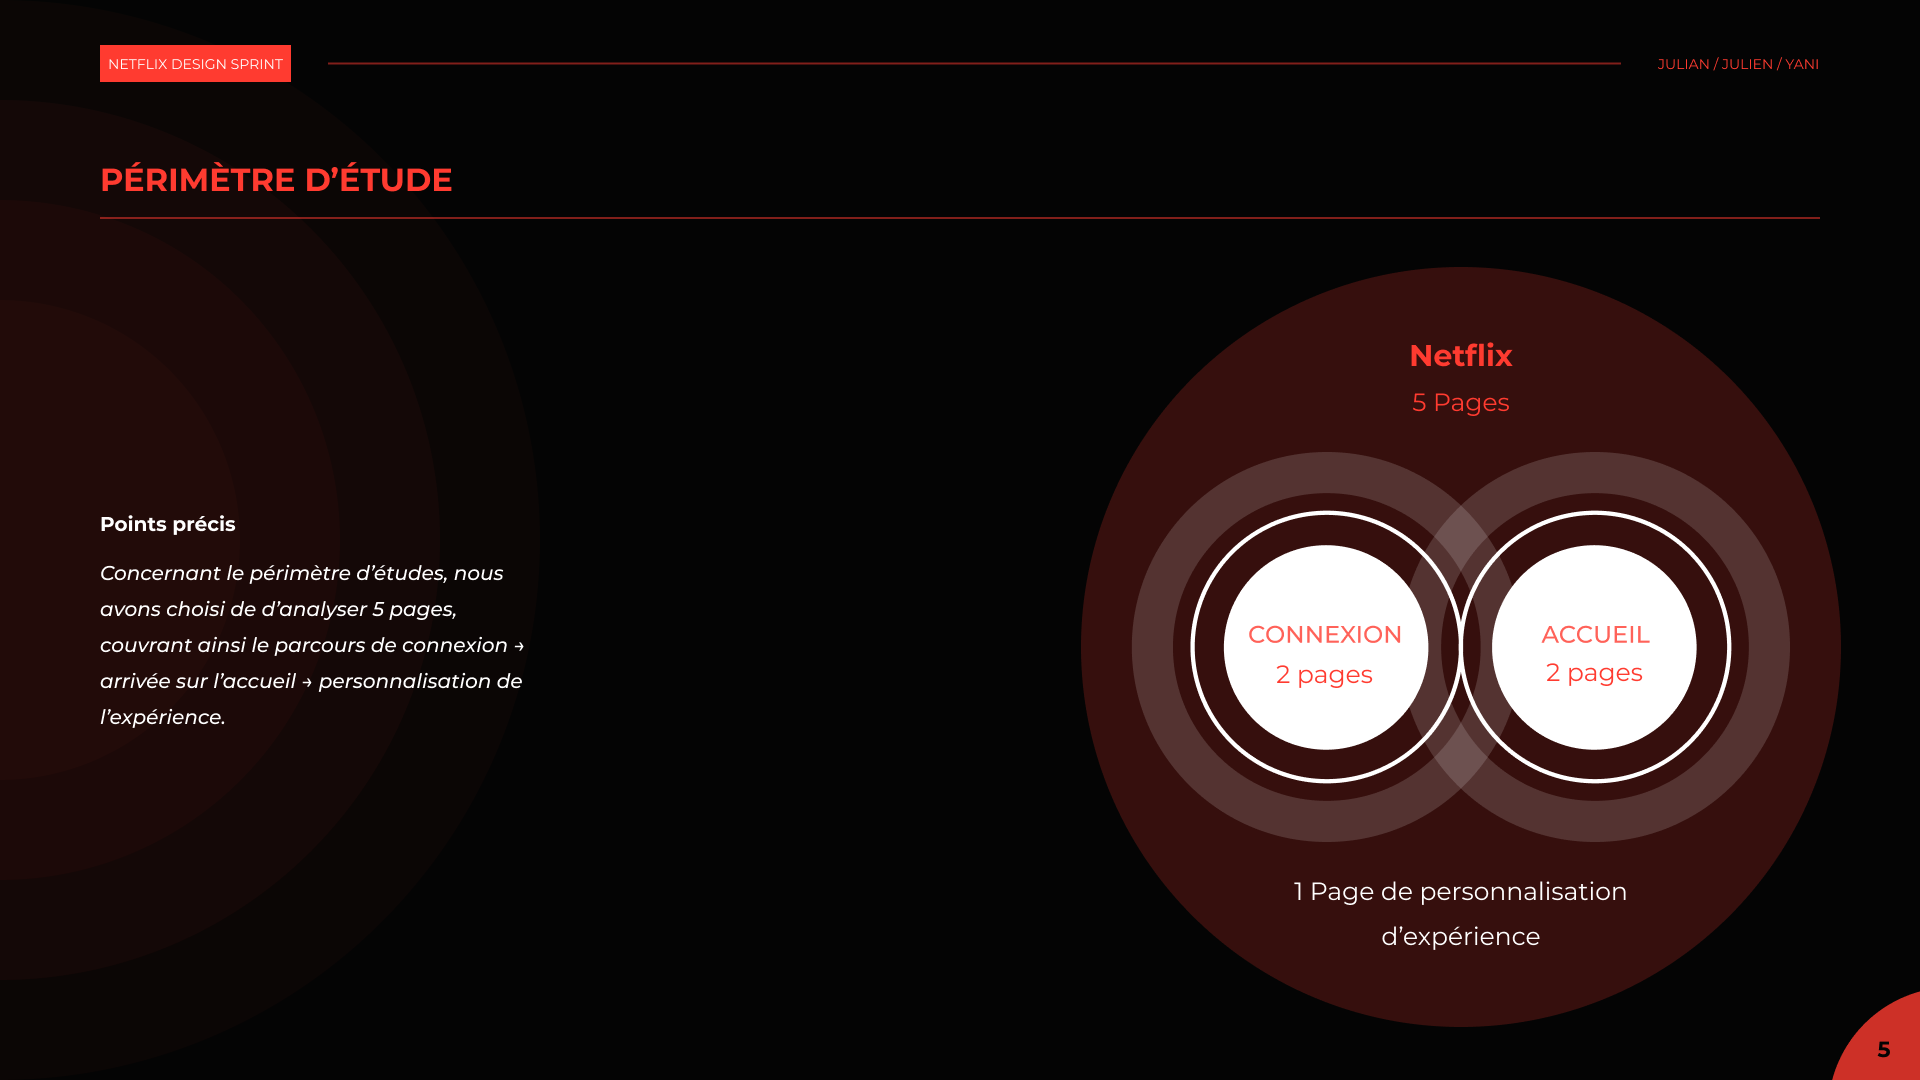 NETFLIX DESIGN SPRINT
JULIAN / JULIEN / YANI
PÉRIMÈTRE D’ÉTUDE
Points précis
Concernant le périmètre d’études, nous
avons choisi de d’analyser 5 pages,
couvrant ainsi le parcours de connexion →
arrivée sur l’accueil → personnalisation de
l’expérience.
Netflix
5 Pages
CONNEXION
2 pages
ACCUEIL
2 pages
1 Page de personnalisation
d’expérience
5